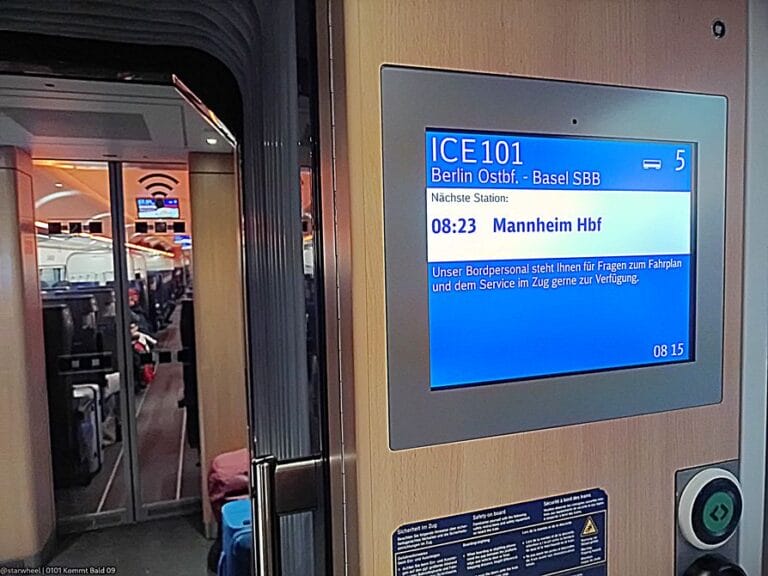 ICE 101
5
Berlin Ostbf. - Basel SBB
Nächste Station:
08:23 Mannheim Hbf
Unser Bordpersonal steht Ihnen für Fragen zum Fahrplan
und dem Service im Zug gerne zur Verfügung.
08 15
Sicherheit im Zug
Safety on board
Sécurité à bord des trains
@starwheel | 0101 Kommt Bald 09